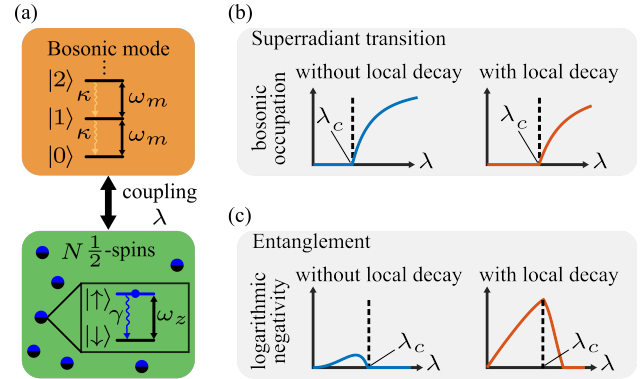 (a)
Bosonic mode
⋮
|2⟩
κ
ω_m
|1⟩
κ
ω_m
|0⟩
coupling
λ
N ½-spins
|↑⟩
γ
ω_z
|↓⟩
(b)
Superradiant transition
without local decay
with local decay
bosonic
occupation
λ_c
λ
λ_c
λ
(c)
Entanglement
without local decay
with local decay
logarithmic
negativity
λ_c
λ
λ_c
λ